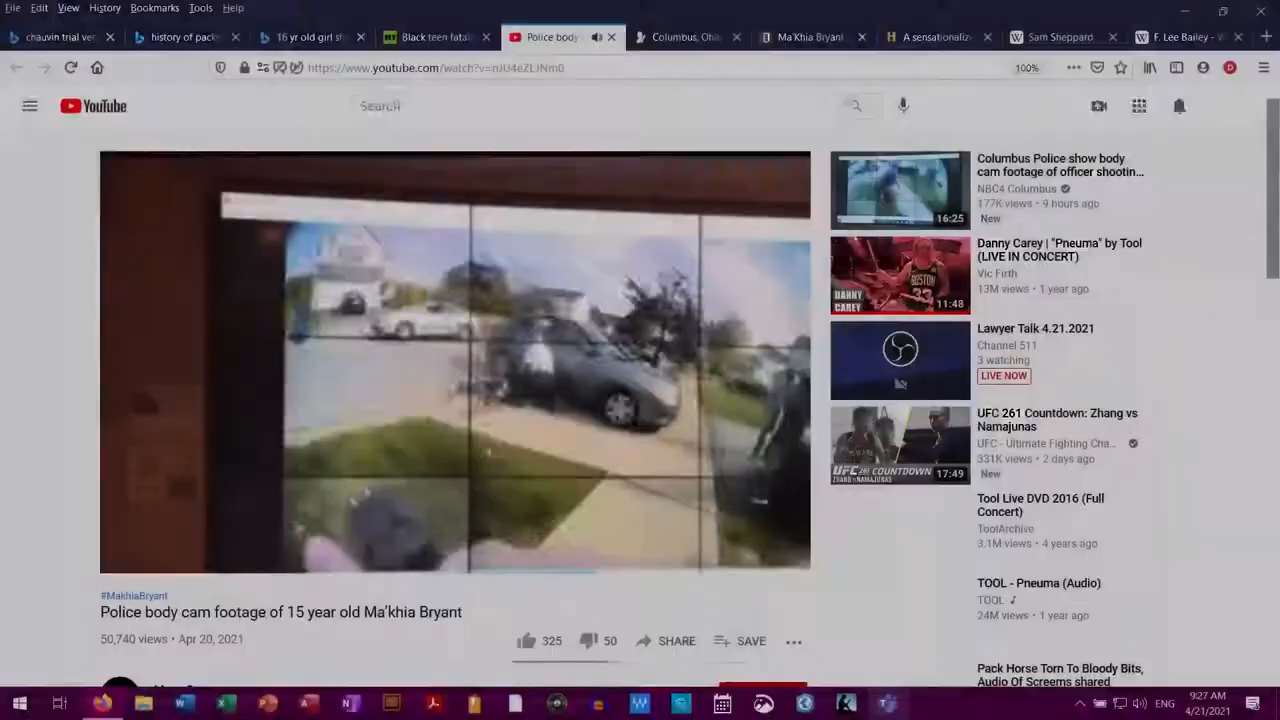 File Edit View History Bookmarks Tools Help
chauvin trial ver
history of pack
16 yr old girl sh
Black teen fatal
Police body
Columbus, Ohio
Ma'Khia Bryant
A sensationaliz
Sam Sheppard
F. Lee Bailey - W
https://www.youtube.com/watch?v=nJU4eZLJNm0
100%
YouTube
Search
Columbus Police show body
cam footage of officer shootin...
NBC4 Columbus
177K views • 9 hours ago
New
16:25
Danny Carey | "Pneuma" by Tool
(LIVE IN CONCERT)
Vic Firth
13M views • 1 year ago
BOSTON
33
DANNY
CAREY
11:48
Lawyer Talk 4.21.2021
Channel 511
3 watching
LIVE NOW
UFC 261 Countdown: Zhang vs
Namajunas
UFC - Ultimate Fighting Cha...
331K views • 2 days ago
New
UFC 261 COUNTDOWN
ZHANG vs NAMAJUNAS
17:49
Tool Live DVD 2016 (Full
Concert)
ToolArchive
3.1M views • 4 years ago
TOOL - Pneuma (Audio)
TOOL
24M views • 1 year ago
Pack Horse Torn To Bloody Bits,
Audio Of Screems shared
#MakhiaBryant
Police body cam footage of 15 year old Ma'khia Bryant
50,740 views • Apr 20, 2021
325
50
SHARE
SAVE
ENG
9:27 AM
4/21/2021